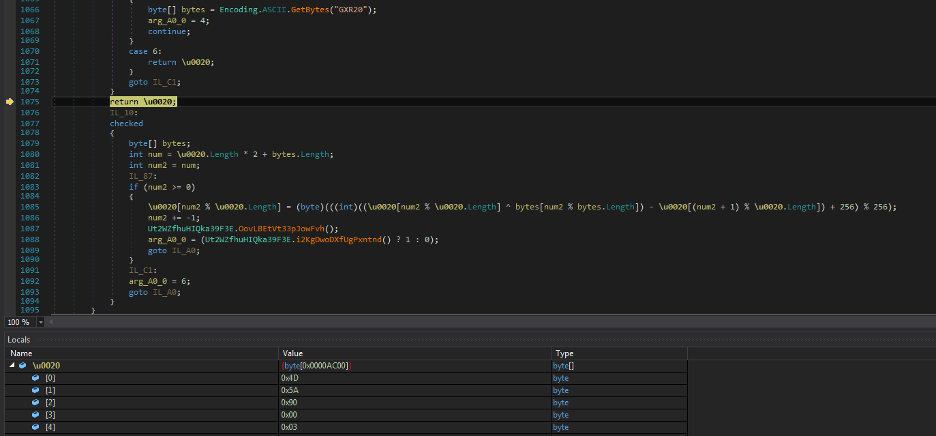 1065 {
1066 byte[] bytes = Encoding.ASCII.GetBytes("GXR20");
1067 arg_A0_0 = 4;
1068 continue;
1069 }
1070 case 6:
1071 return \u0020;
1072 }
1073 goto IL_C1;
1074 }
1075 return \u0020;
1076 IL_10:
1077 checked
1078 {
1079 byte[] bytes;
1080 int num = \u0020.Length * 2 + bytes.Length;
1081 int num2 = num;
1082 IL_87:
1083 if (num2 >= 0)
1084 {
1085 \u0020[num2 % \u0020.Length] = (byte)(((int)((\u0020[num2 % \u0020.Length] ^ bytes[num2 % bytes.Length]) - \u0020[(num2 + 1) % \u0020.Length]) + 256) % 256);
1086 num2 += -1;
1087 Ut2WZfhuHIQka39F3E.OovLBEtVt33pJowFvh();
1088 arg_A0_0 = (Ut2WZfhuHIQka39F3E.i2KgDwoDXfUgPxmtnd() ? 1 : 0);
1089 goto IL_A0;
1090 }
1091 IL_C1:
1092 arg_A0_0 = 6;
1093 goto IL_A0;
1094 }
1095 }
100 %
Locals
Name Value Type
\u0020 {byte[0x0000AC00]} byte[]
[0] 0x4D byte
[1] 0x5A byte
[2] 0x90 byte
[3] 0x00 byte
[4] 0x03 byte